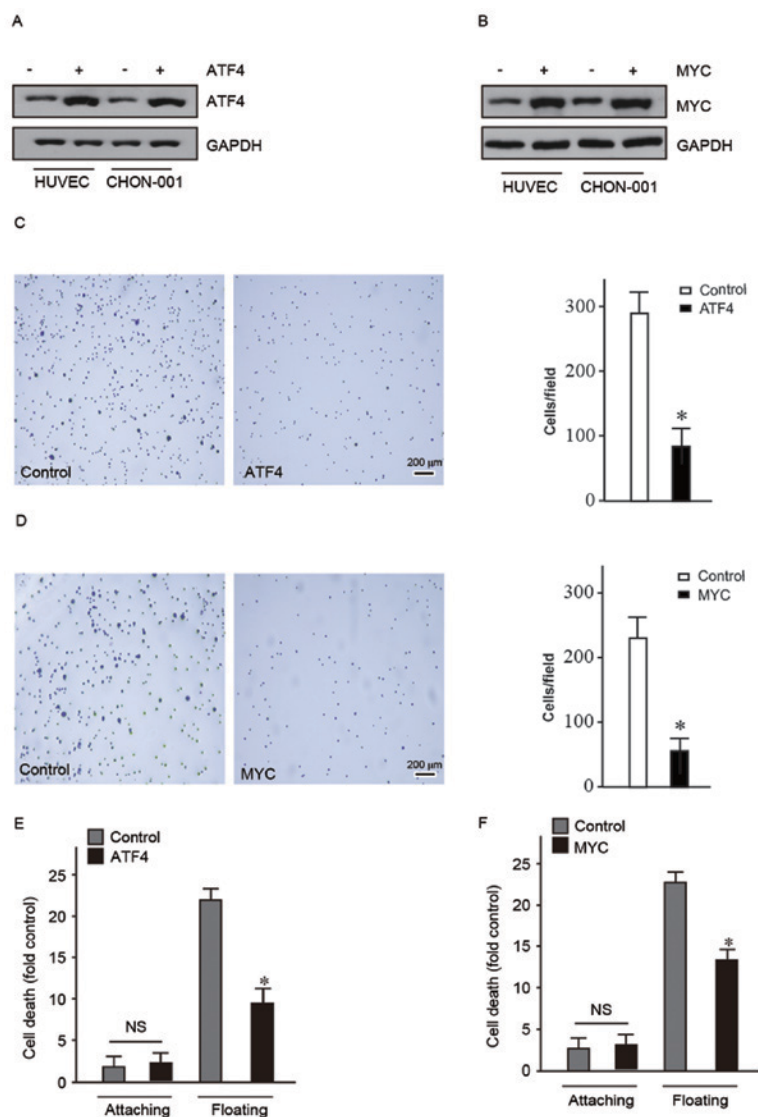 A
- + - + ATF4
ATF4
GAPDH
HUVEC CHON-001
B
- + - + MYC
MYC
GAPDH
HUVEC CHON-001
C
Control
ATF4
200 μm
Cells/field
300
200
100
0
Control
ATF4
*
D
Control
MYC
200 μm
Cells/field
300
200
100
0
Control
MYC
*
E
Control
ATF4
Cell death (fold control)
25
20
15
10
5
0
NS
*
Attaching Floating
F
Control
MYC
Cell death (fold control)
25
20
15
10
5
0
NS
*
Attaching Floating